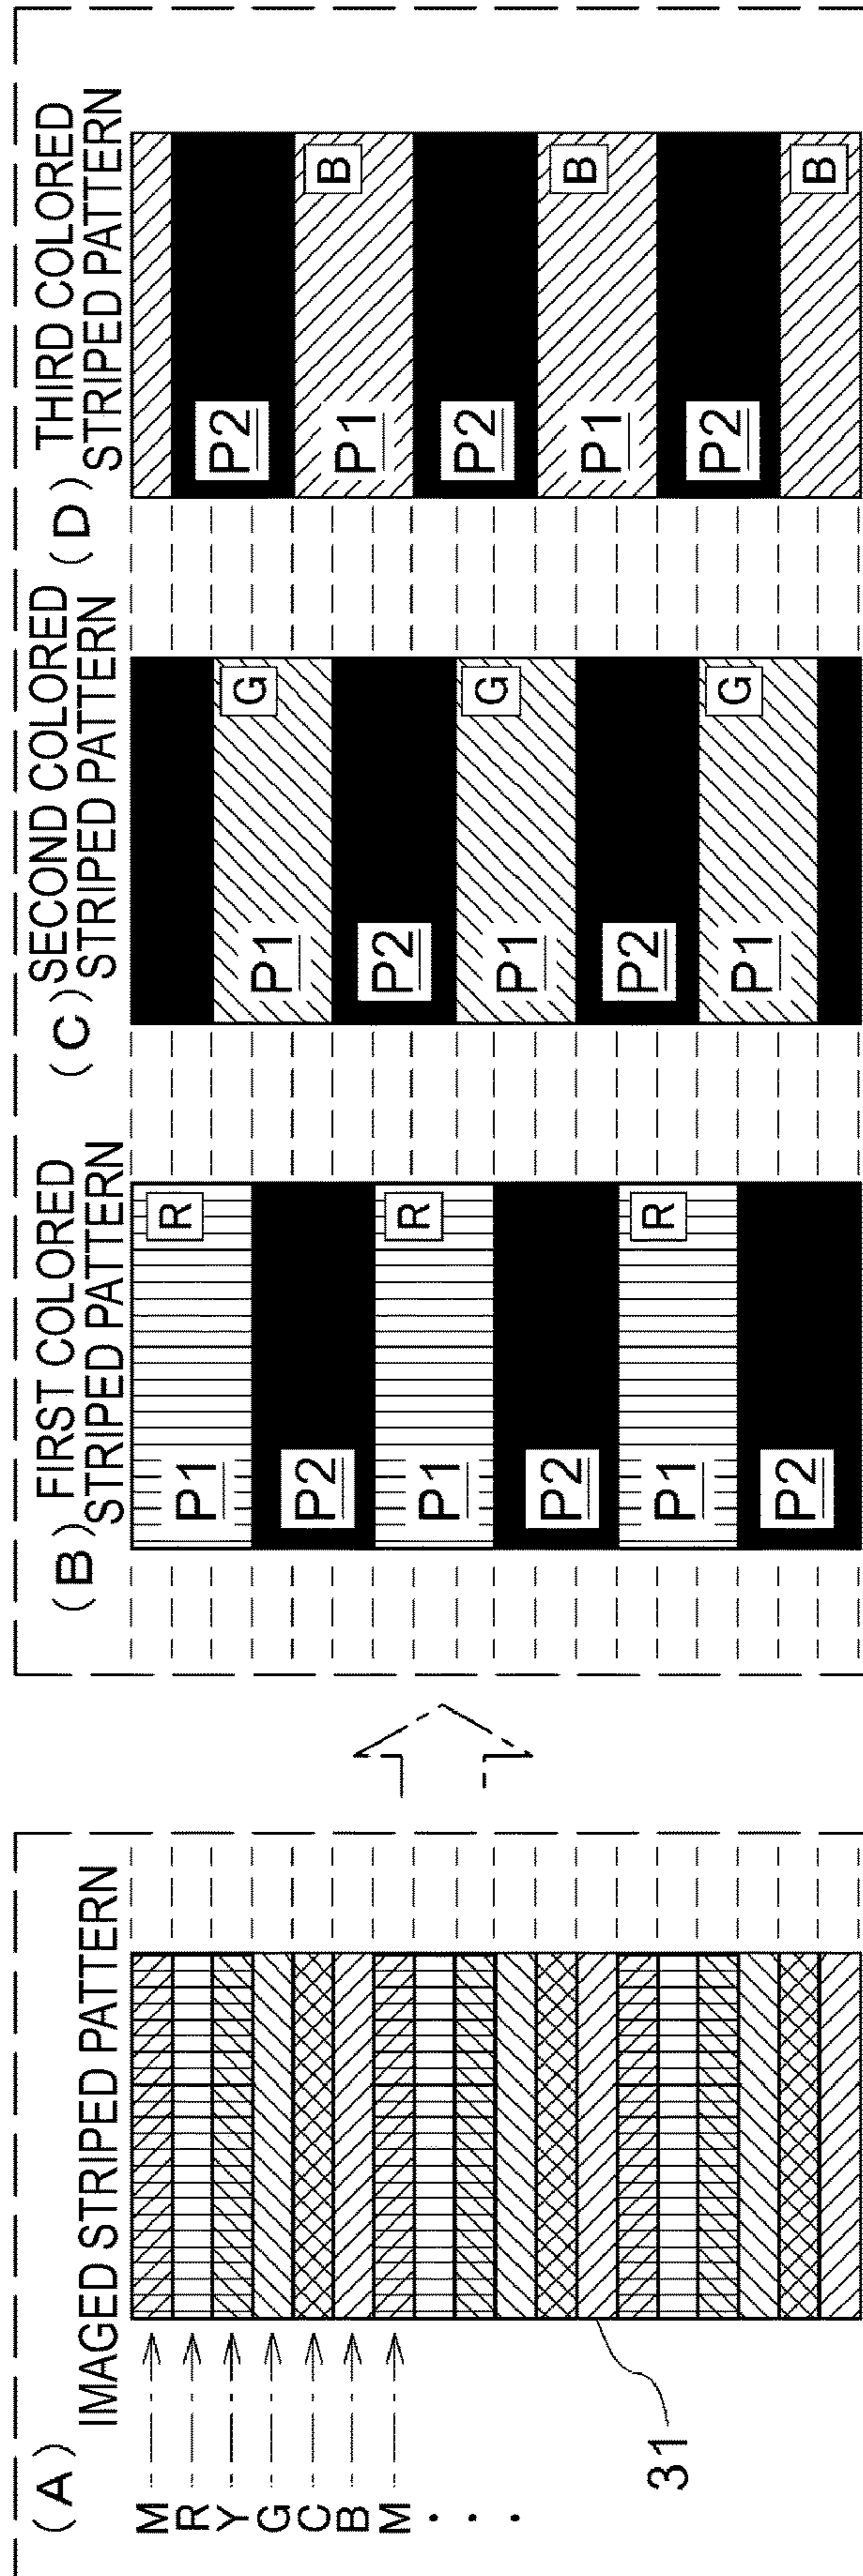 (A)
IMAGED STRIPED PATTERN
M
R
Y
G
C
B
M
31
(B) FIRST COLORED
STRIPED PATTERN
R
P1
P2
R
P1
P2
R
P1
P2
(C) SECOND COLORED
STRIPED PATTERN
G
P1
P2
G
P1
P2
G
P1
(D) THIRD COLORED
STRIPED PATTERN
P2
B
P1
P2
B
P1
P2
B